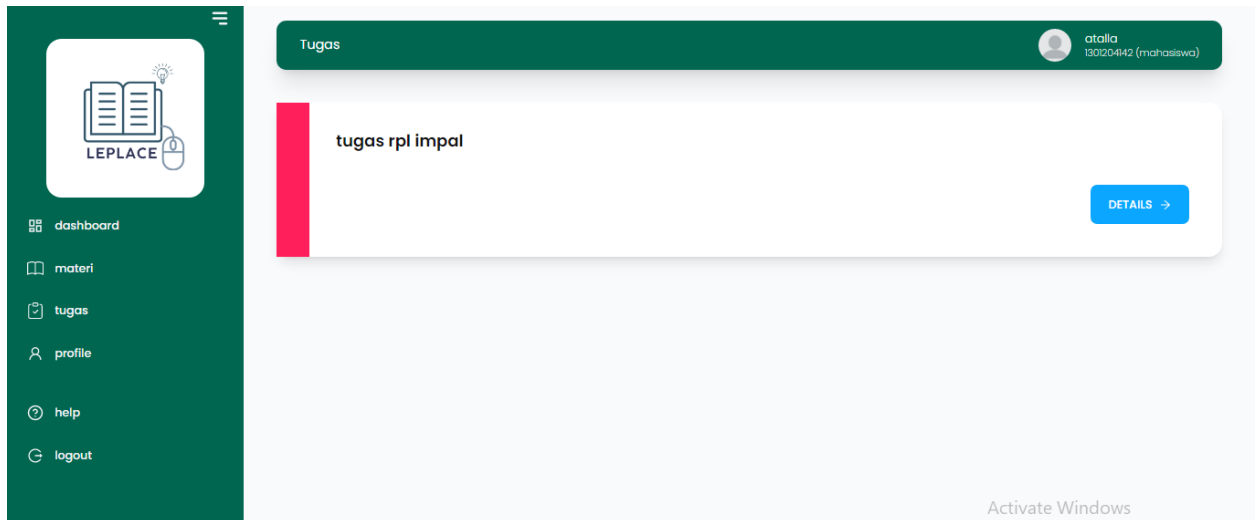 LEPLACE
dashboard
materi
tugas
profile
help
logout
Tugas
atalla
1301204142 (mahasiswa)
tugas rpl impal
DETAILS →
Activate Windows